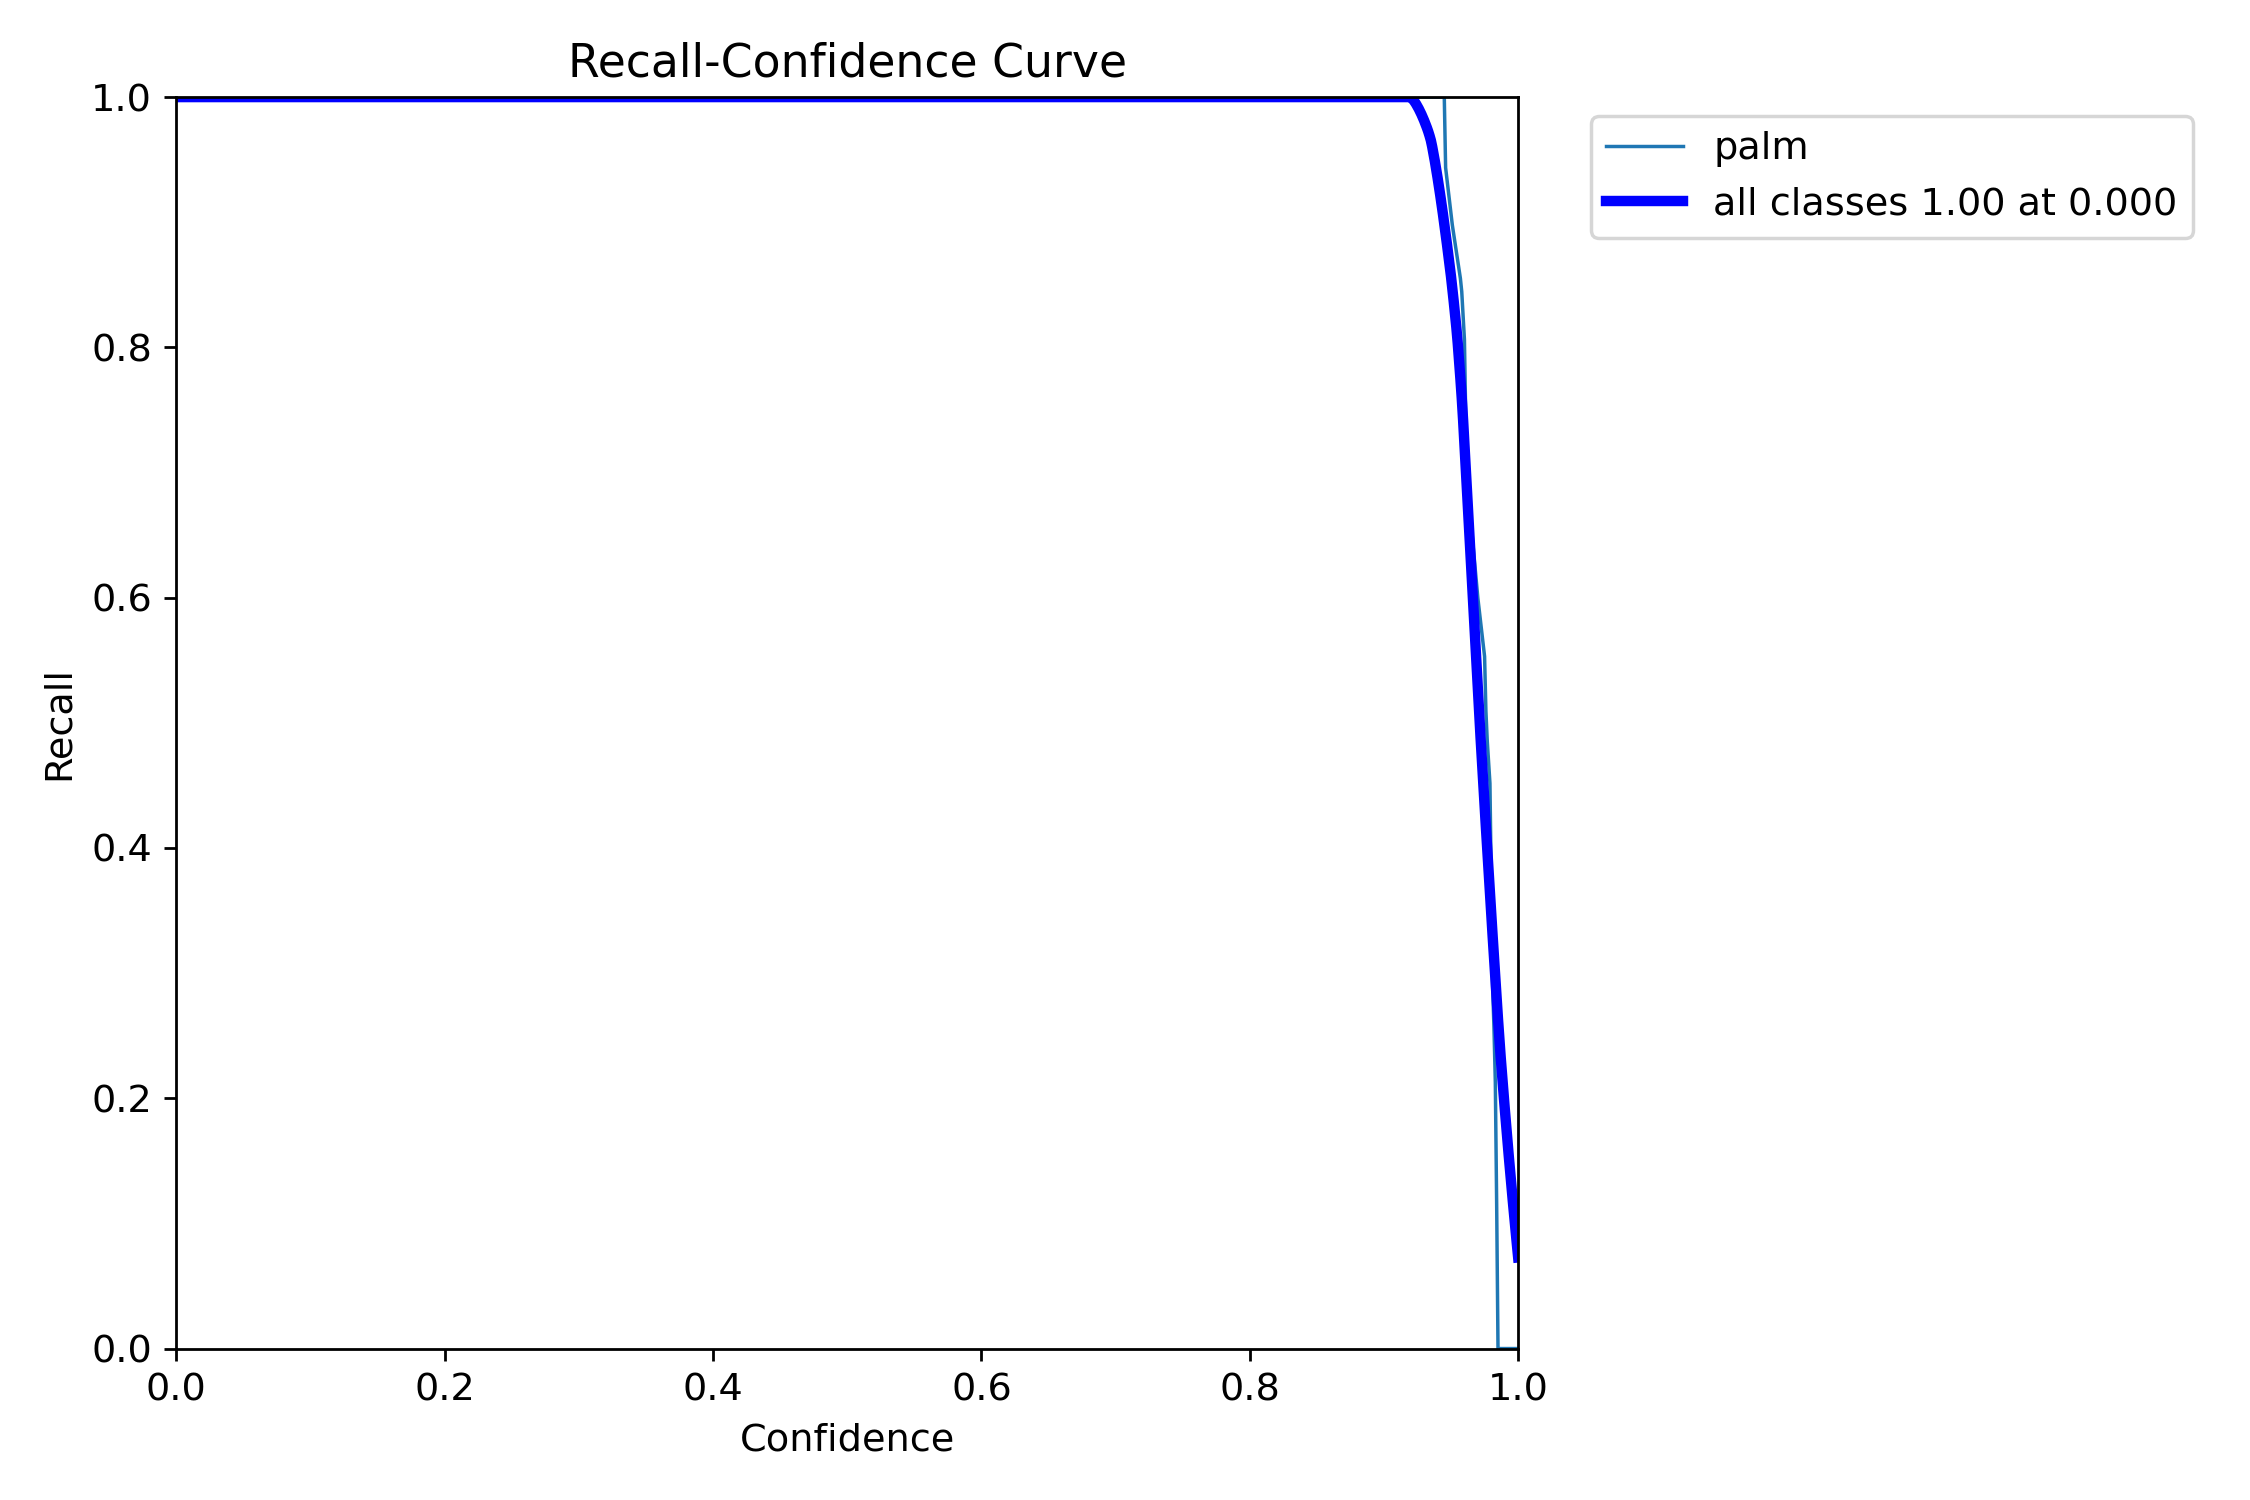 Recall-Confidence Curve
1.0
0.8
0.6
0.4
0.2
0.0
Recall
0.0 0.2 0.4 0.6 0.8 1.0
Confidence
palm
all classes 1.00 at 0.000